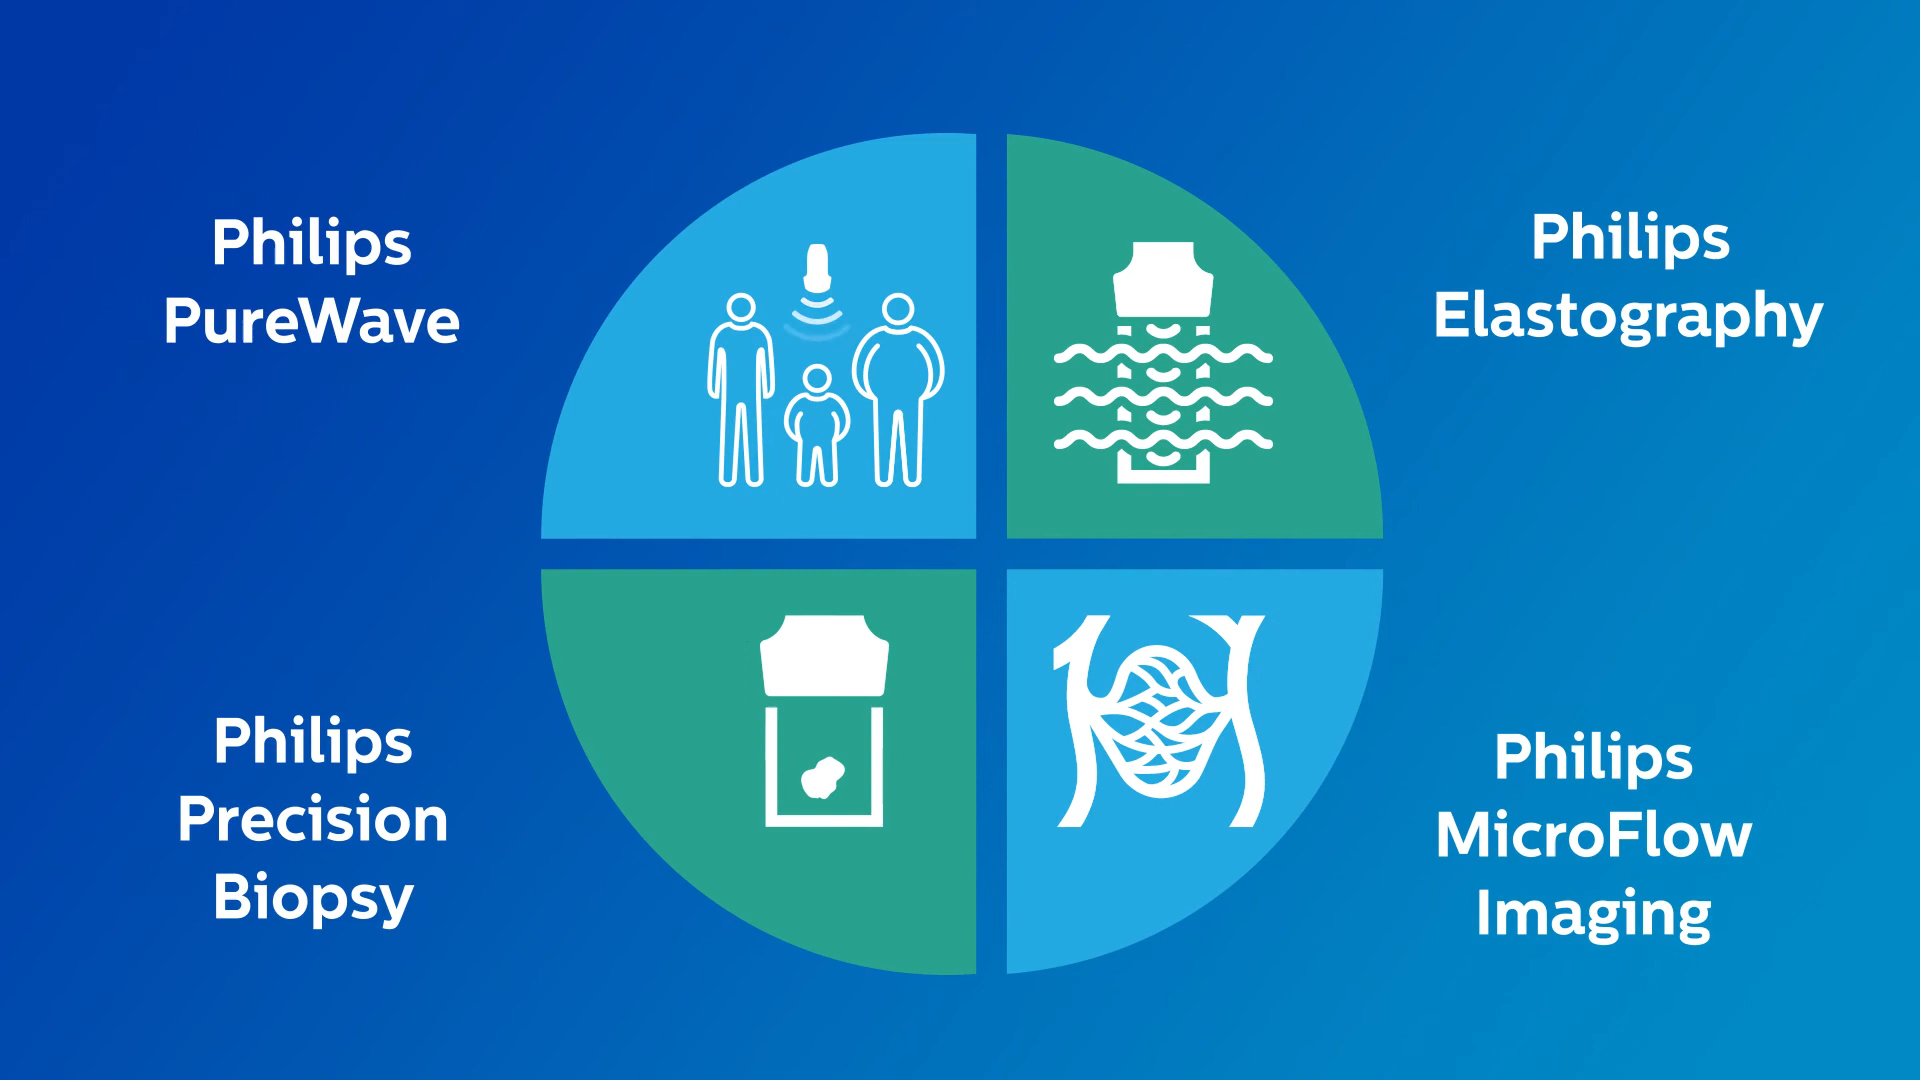 Philips
PureWave
Philips
Elastography
Philips
Precision
Biopsy
Philips
MicroFlow
Imaging